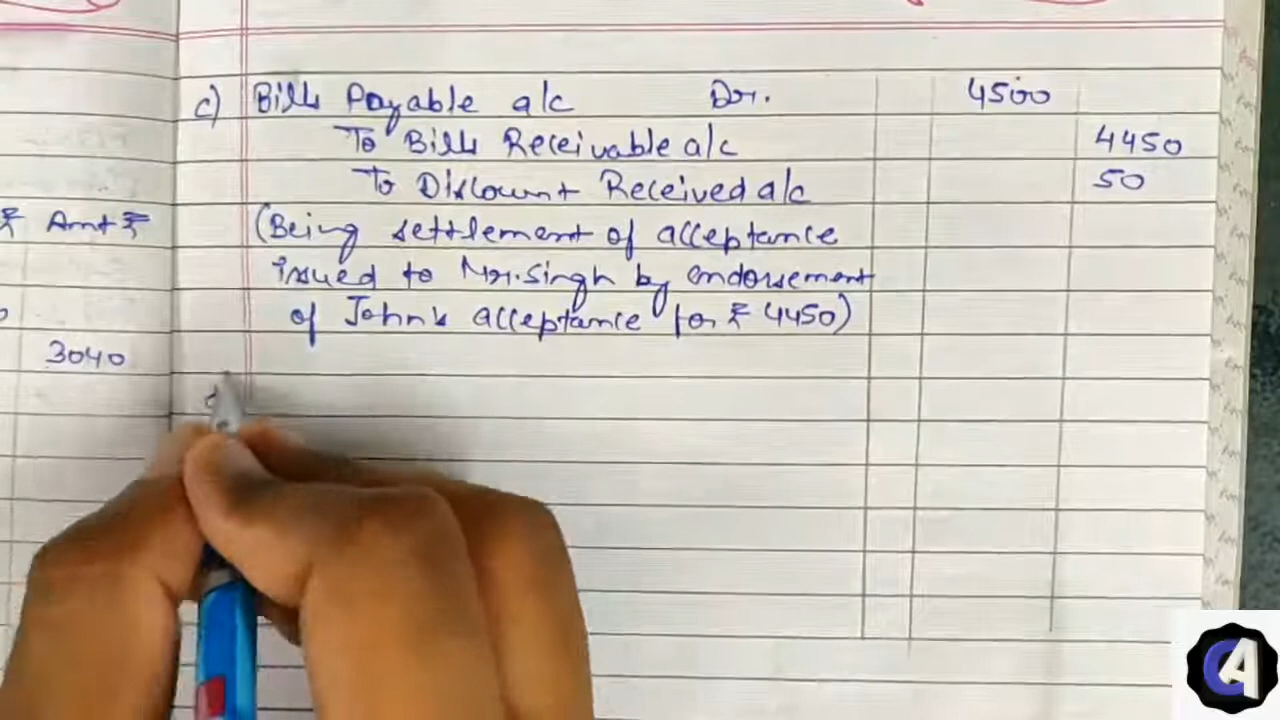 c) Bills Payable a/c Dr. 4500
To Bills Receivable a/c 4450
To Discount Received a/c 50
₹ Amt ₹ (Being settlement of acceptance
issued to Mr. Singh by endorsement
of John's acceptance for ₹ 4450)
3040
CA